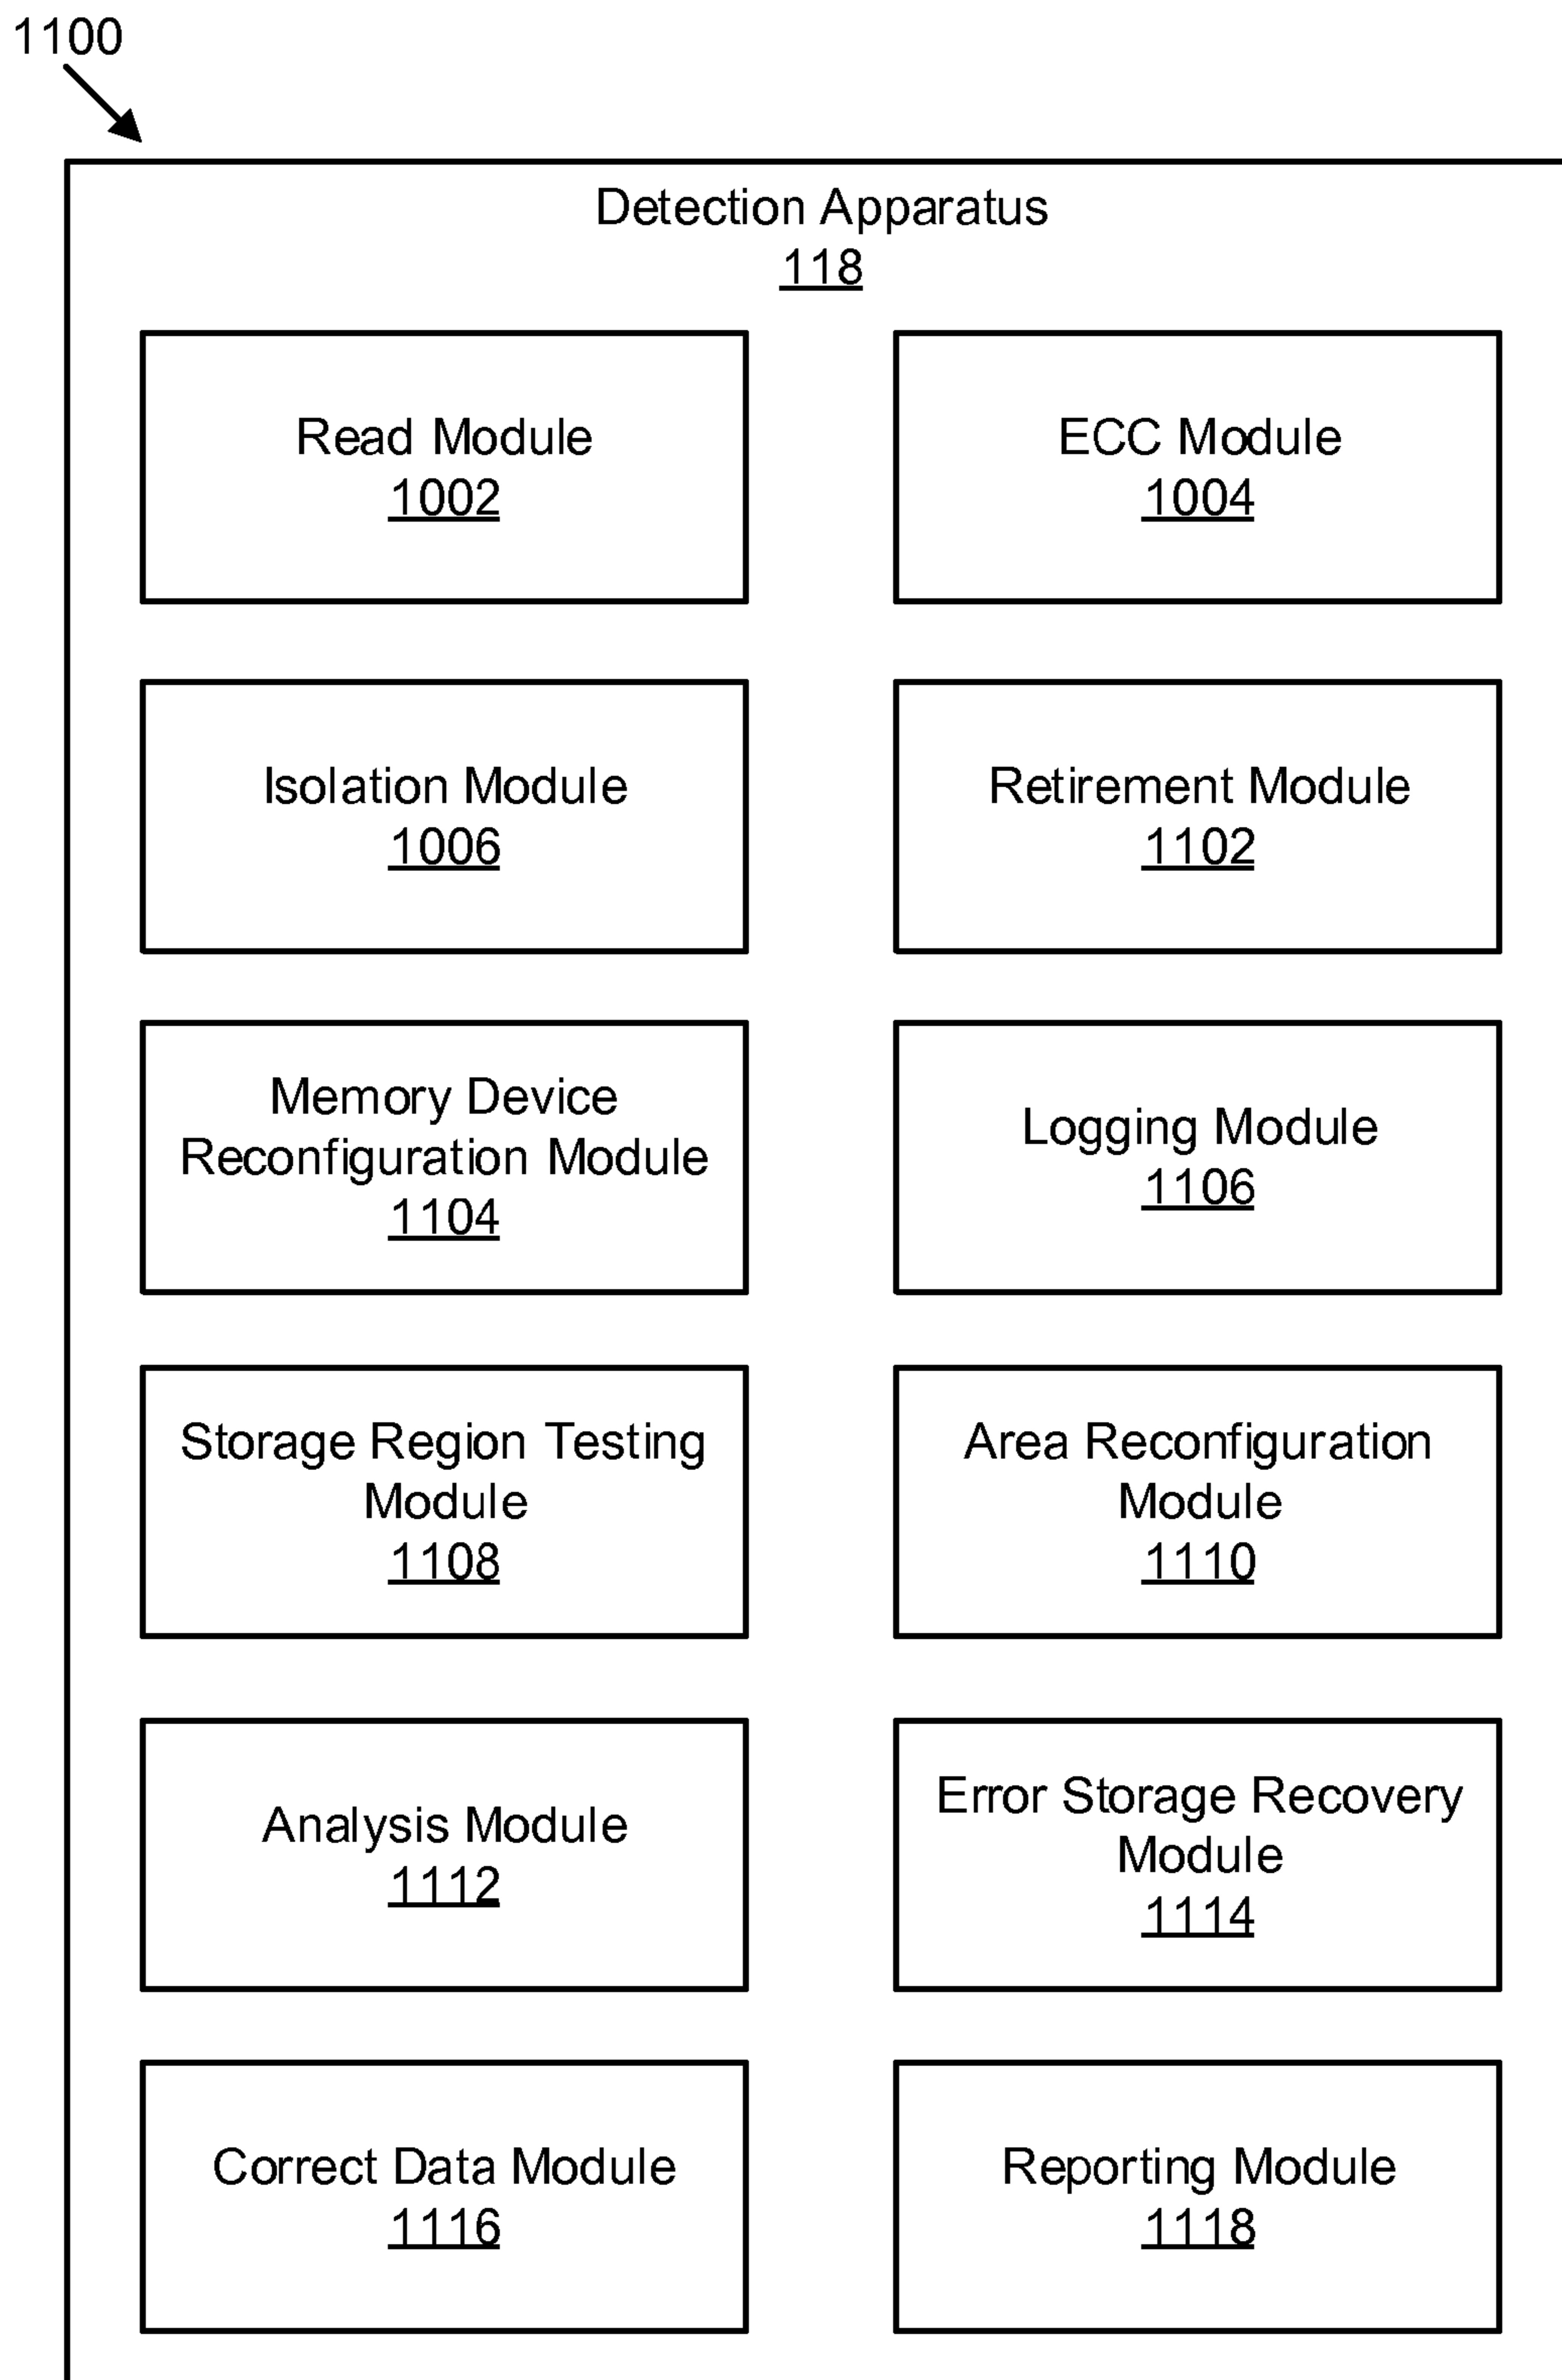 1100
Detection Apparatus
118
Read Module
1002
ECC Module
1004
Isolation Module
1006
Retirement Module
1102
Memory Device
Reconfiguration Module
1104
Logging Module
1106
Storage Region Testing
Module
1108
Area Reconfiguration
Module
1110
Analysis Module
1112
Error Storage Recovery
Module
1114
Correct Data Module
1116
Reporting Module
1118